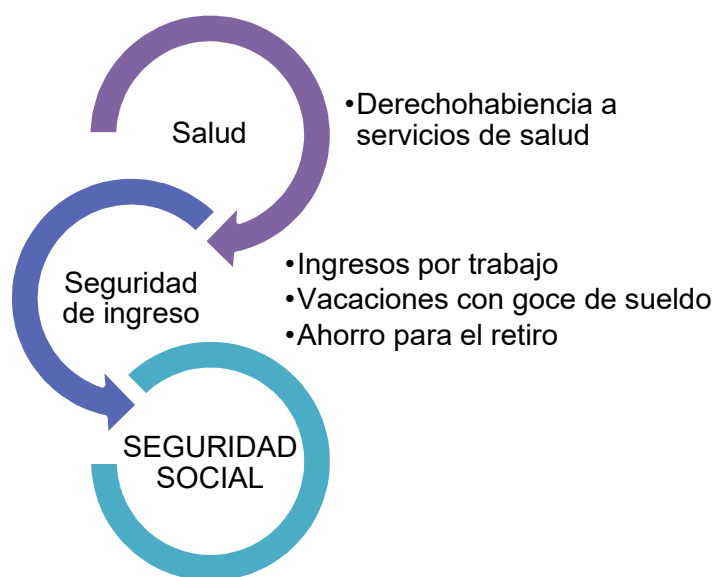 Salud
•Derechohabiencia a
servicios de salud
Seguridad
de ingreso
•Ingresos por trabajo
•Vacaciones con goce de sueldo
•Ahorro para el retiro
SEGURIDAD
SOCIAL